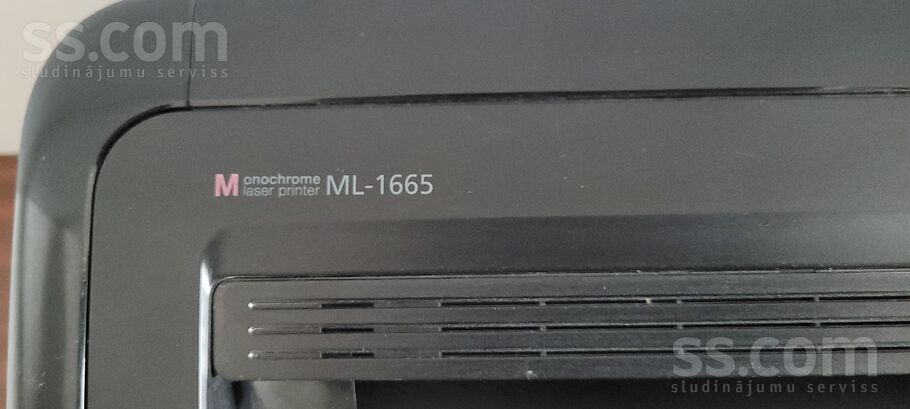 ss.com
sludinājumu serviss
Monochrome
laser printer ML-1665
ss.com
sludinājumu serviss